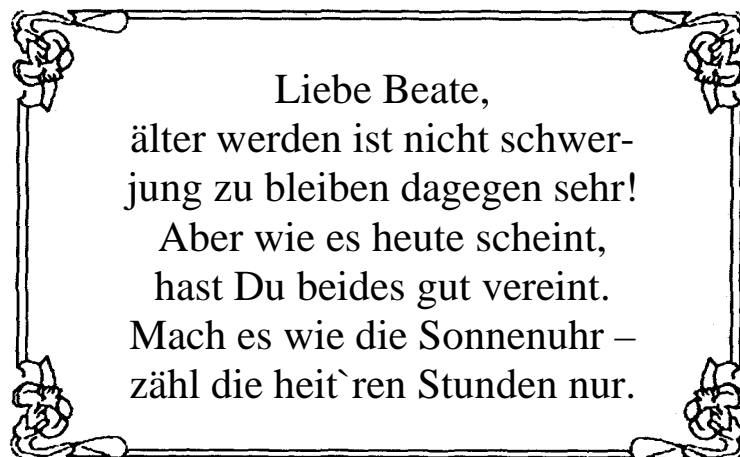 Liebe Beate,
älter werden ist nicht schwer-
jung zu bleiben dagegen sehr!
Aber wie es heute scheint,
hast Du beides gut vereint.
Mach es wie die Sonnenuhr –
zähl die heit`ren Stunden nur.